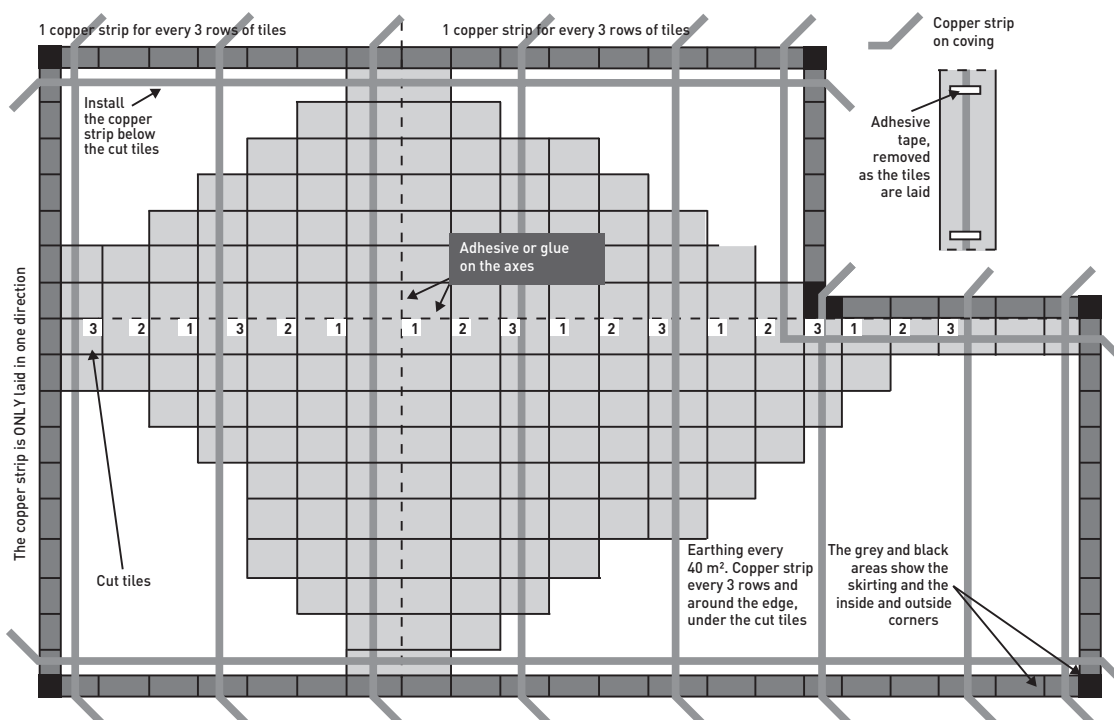 1 copper strip for every 3 rows of tiles
1 copper strip for every 3 rows of tiles
Copper strip
on coving
Install
the copper
strip below
the cut tiles
Adhesive
tape,
removed
as the tiles
are laid
Adhesive or glue
on the axes
The copper strip is ONLY laid in one direction
3 2 1 3 2 1 1 2 3 1 2 3 1 2 3 1 2 3
Cut tiles
Earthing every
40 m². Copper strip
every 3 rows and
around the edge,
under the cut tiles
The grey and black
areas show the
skirting and the
inside and outside
corners